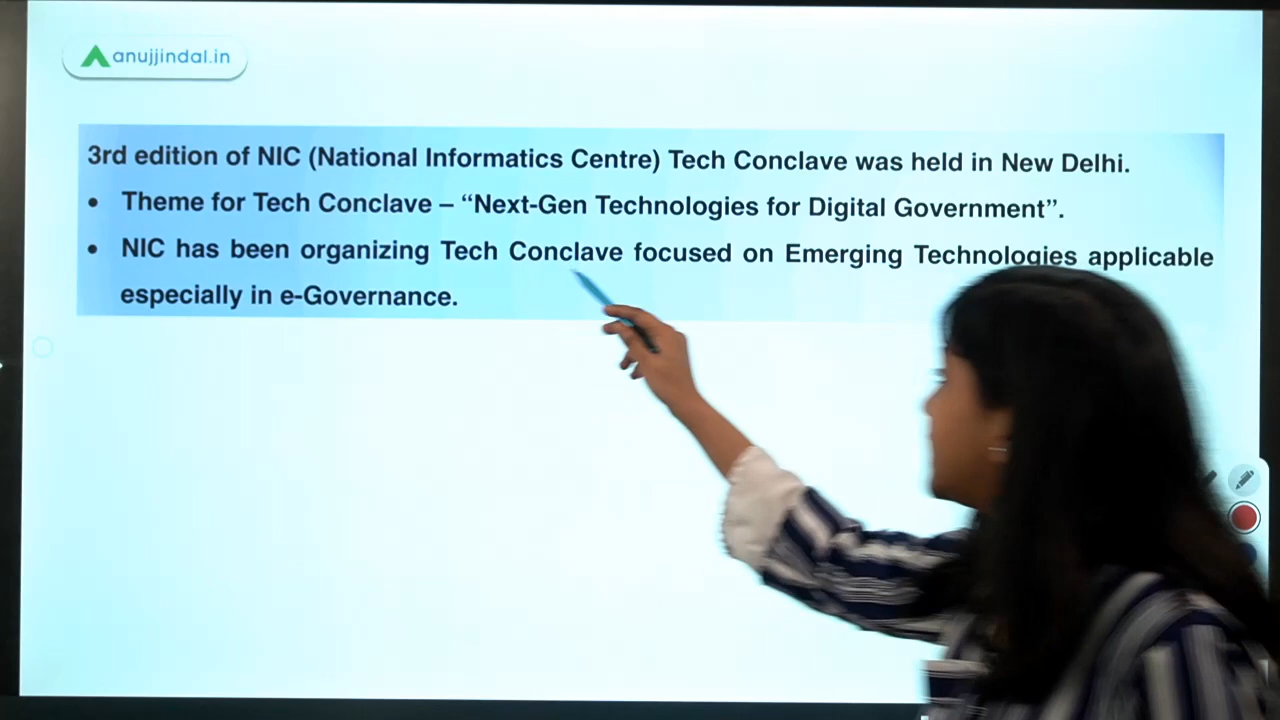 anujjindal.in
3rd edition of NIC (National Informatics Centre) Tech Conclave was held in New Delhi.
• Theme for Tech Conclave – “Next-Gen Technologies for Digital Government”.
• NIC has been organizing Tech Conclave focused on Emerging Technologies applicable
especially in e-Governance.